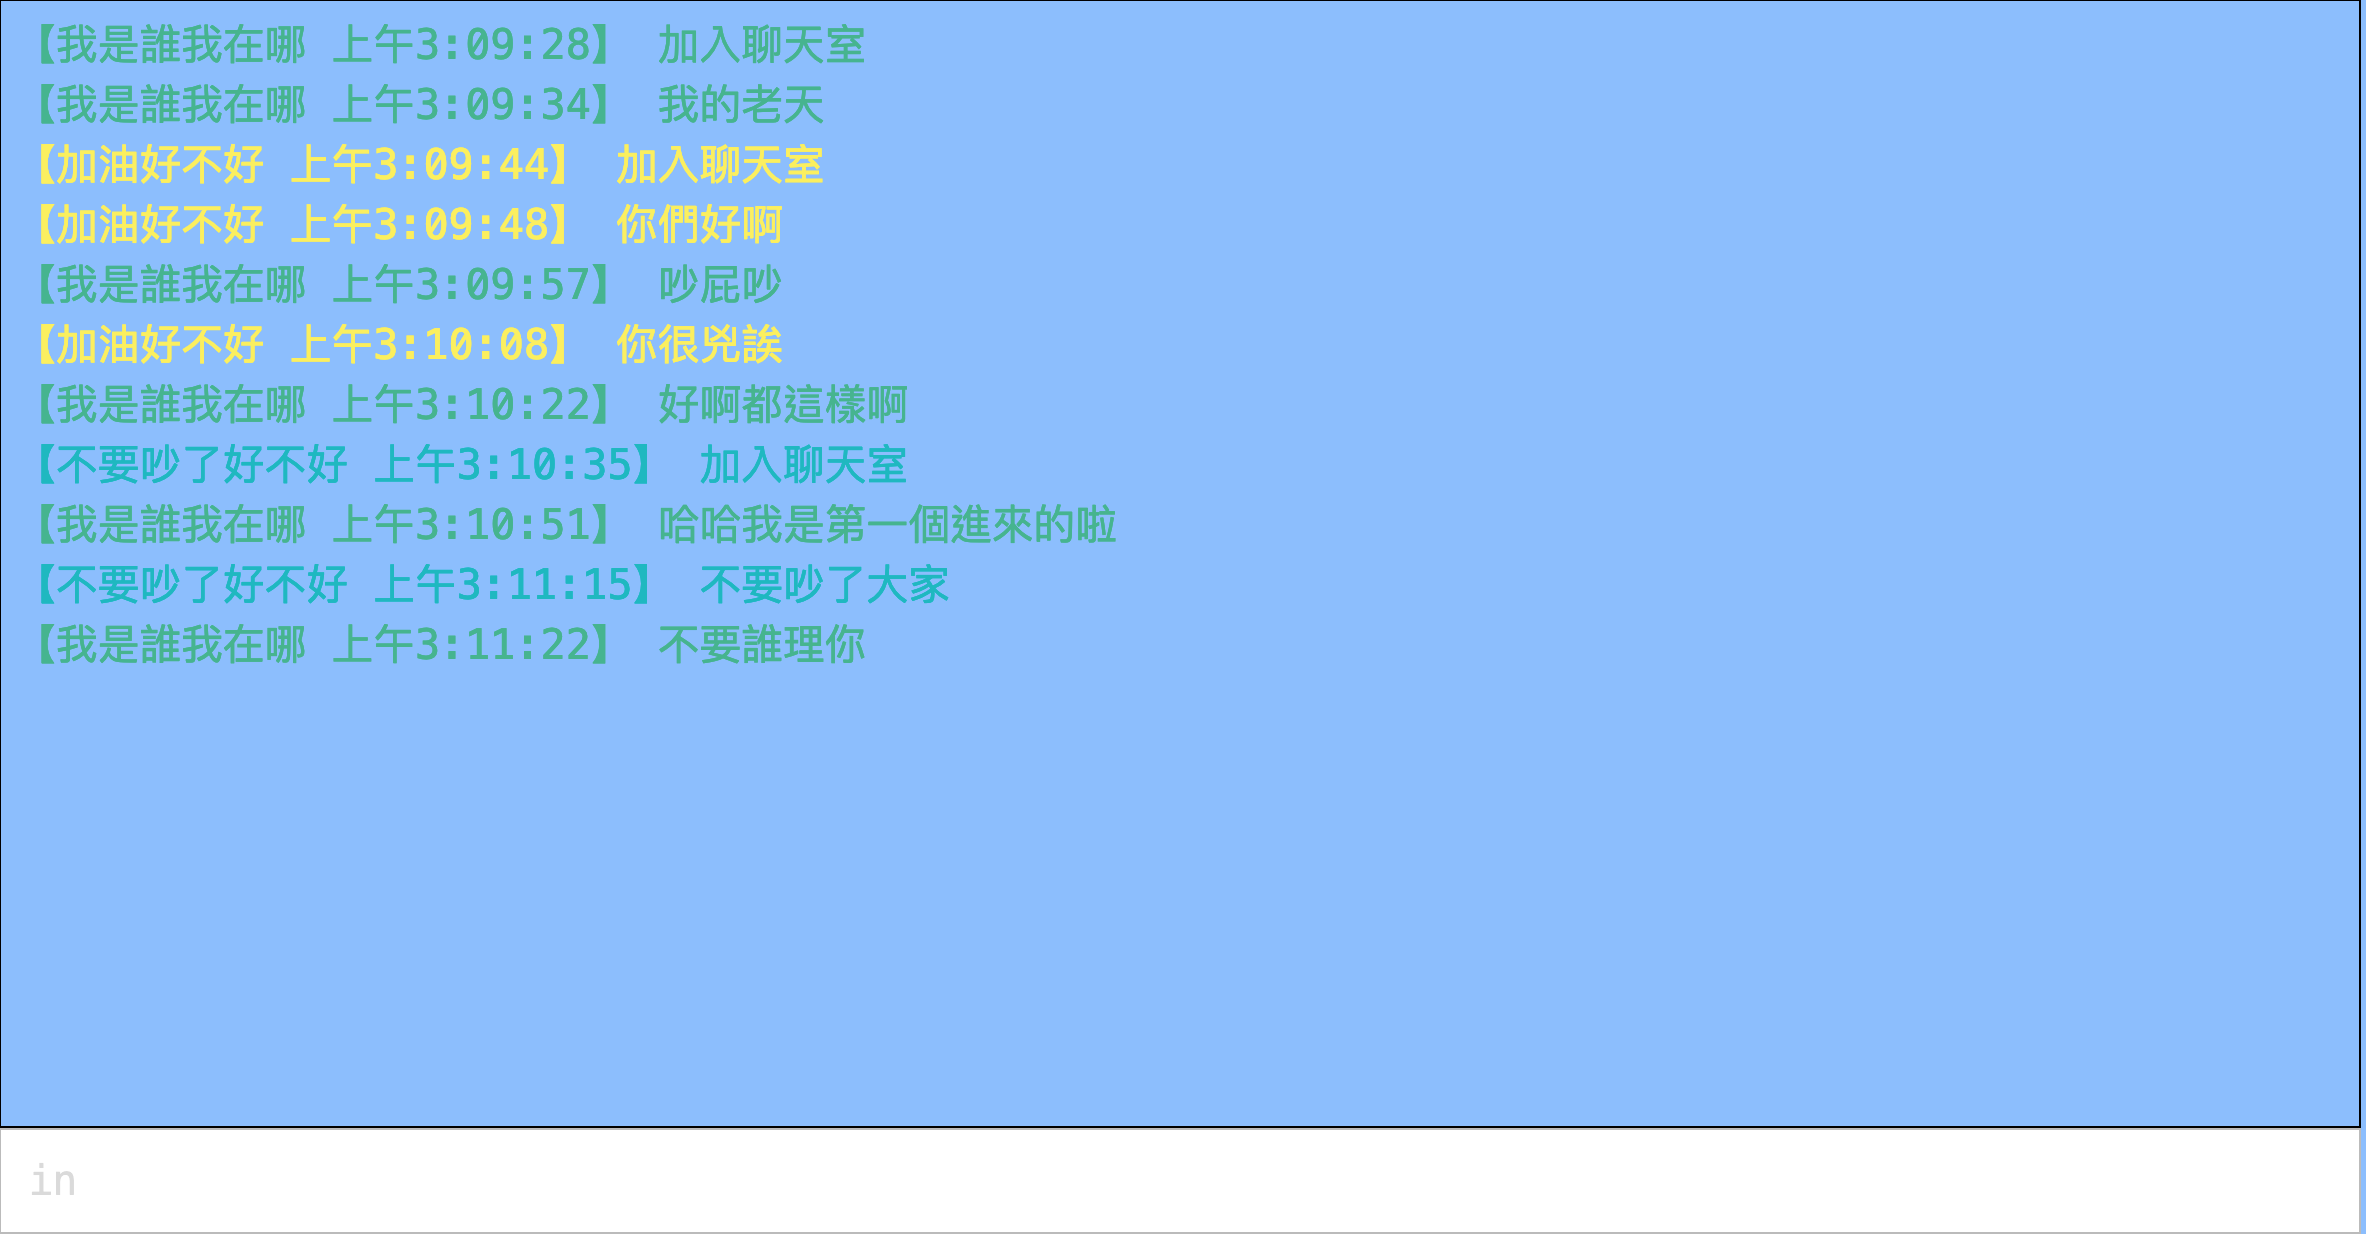 【我是誰我在哪 上午3:09:28】 加入聊天室
【我是誰我在哪 上午3:09:34】 我的老天
【加油好不好 上午3:09:44】 加入聊天室
【加油好不好 上午3:09:48】 你們好啊
【我是誰我在哪 上午3:09:57】 吵屁吵
【加油好不好 上午3:10:08】 你很兇誒
【我是誰我在哪 上午3:10:22】 好啊都這樣啊
【不要吵了好不好 上午3:10:35】 加入聊天室
【我是誰我在哪 上午3:10:51】 哈哈我是第一個進來的啦
【不要吵了好不好 上午3:11:15】 不要吵了大家
【我是誰我在哪 上午3:11:22】 不要誰理你
in